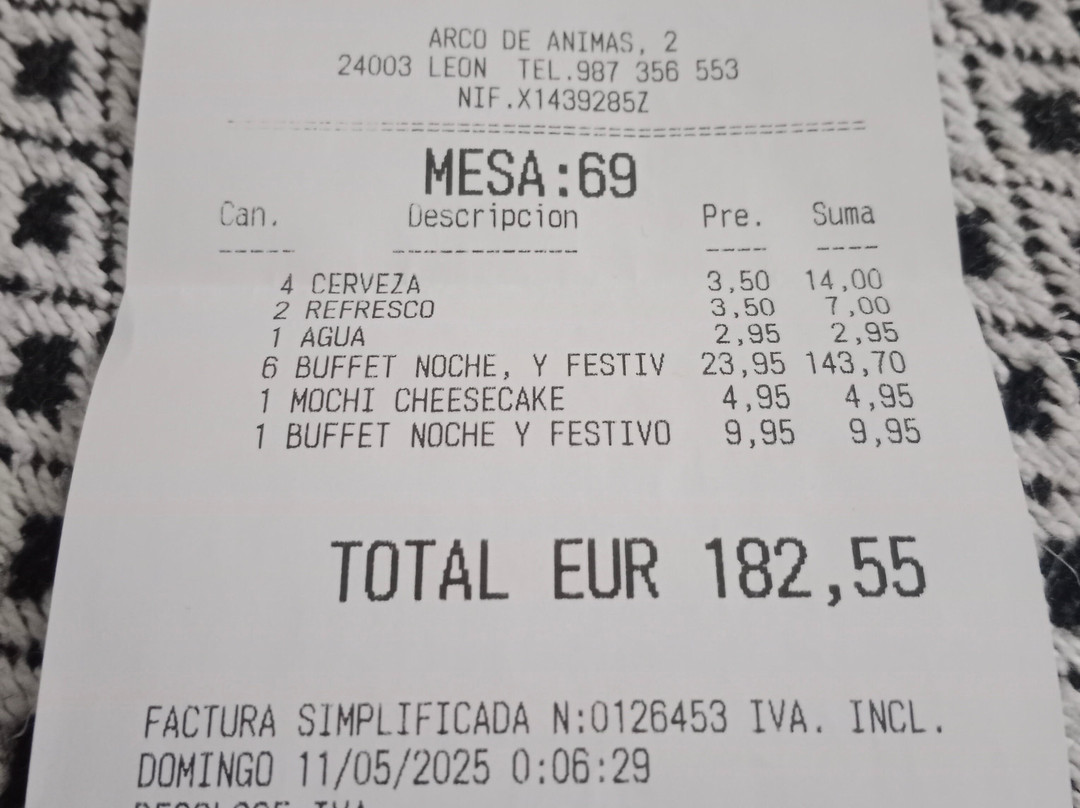 ARCO DE ANIMAS, 2
24003 LEON TEL.987 356 553
NIF.X1439285Z
MESA:69
Can. Descripcion Pre. Suma
4 CERVEZA 3,50 14,00
2 REFRESCO 3,50 7,00
1 AGUA 2,95 2,95
6 BUFFET NOCHE, Y FESTIV 23,95 143,70
1 MOCHI CHEESECAKE 4,95 4,95
1 BUFFET NOCHE Y FESTIVO 9,95 9,95
TOTAL EUR 182,55
FACTURA SIMPLIFICADA N:0126453 IVA. INCL.
DOMINGO 11/05/2025 0:06:29